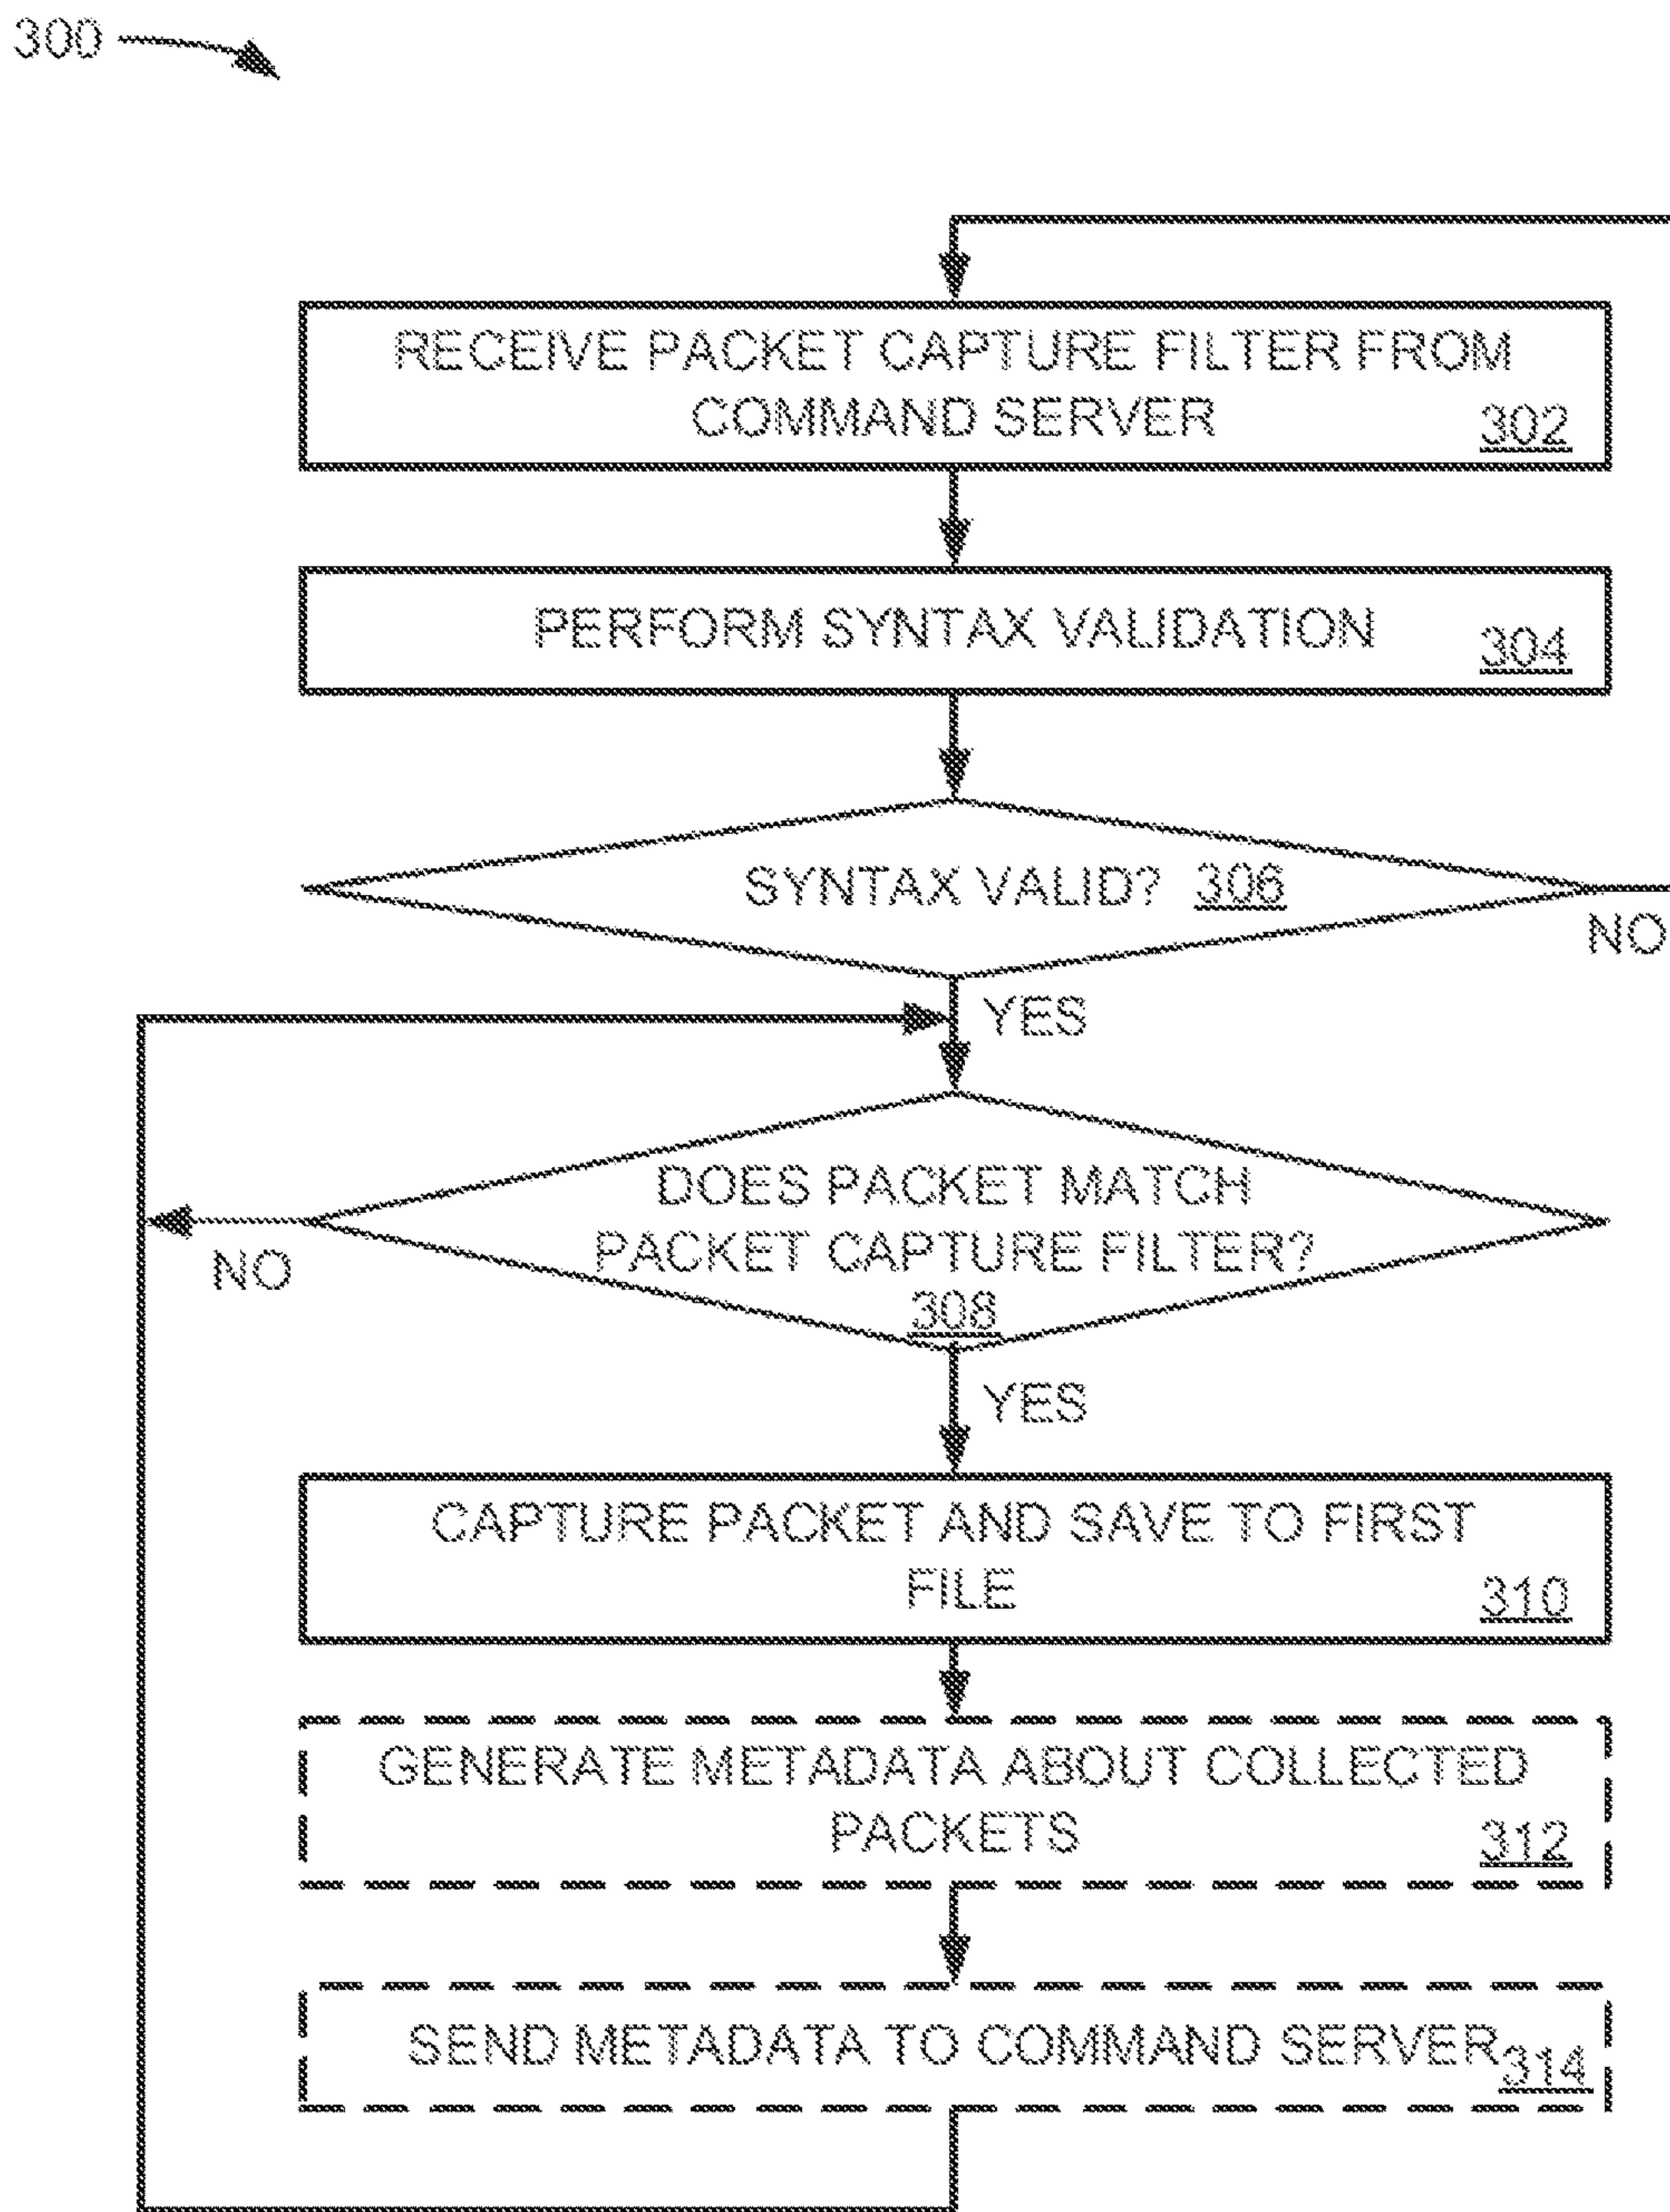 300
RECEIVE PACKET CAPTURE FILTER FROM
COMMAND SERVER
302
PERFORM SYNTAX VALIDATION
304
SYNTAX VALID? 306
NO
YES
DOES PACKET MATCH
PACKET CAPTURE FILTER?
308
NO
YES
CAPTURE PACKET AND SAVE TO FIRST
FILE
310
GENERATE METADATA ABOUT COLLECTED
PACKETS
312
SEND METADATA TO COMMAND SERVER
314